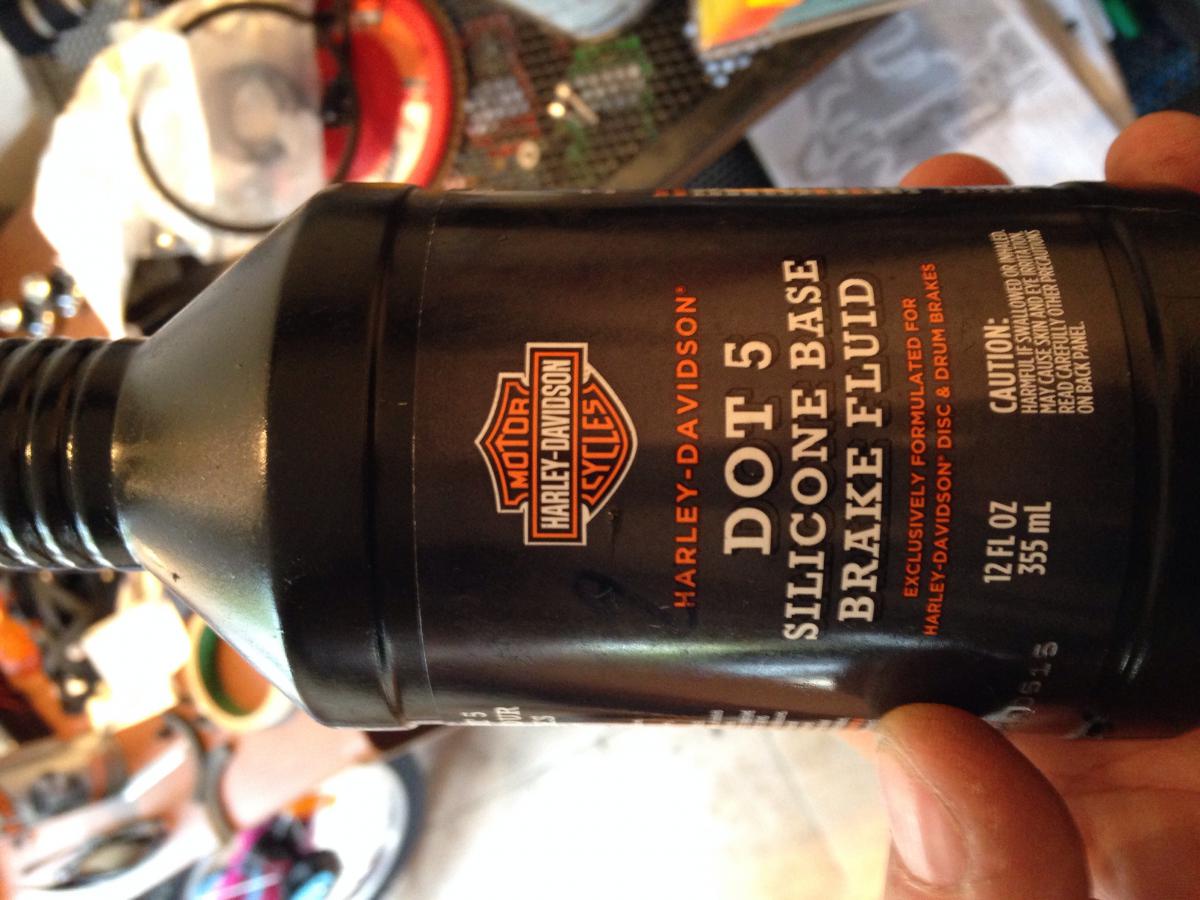 MOTOR
HARLEY-DAVIDSON
CYCLES
HARLEY-DAVIDSON®
DOT 5
SILICONE BASE
BRAKE FLUID
EXCLUSIVELY FORMULATED FOR
HARLEY-DAVIDSON® DISC & DRUM BRAKES
CAUTION:
HARMFUL IF SWALLOWED OR INHALED.
MAY CAUSE SKIN AND EYE IRRITATION.
READ CAREFULLY OTHER PRECAUTIONS
ON BACK PANEL.
12 FL OZ
355 mL